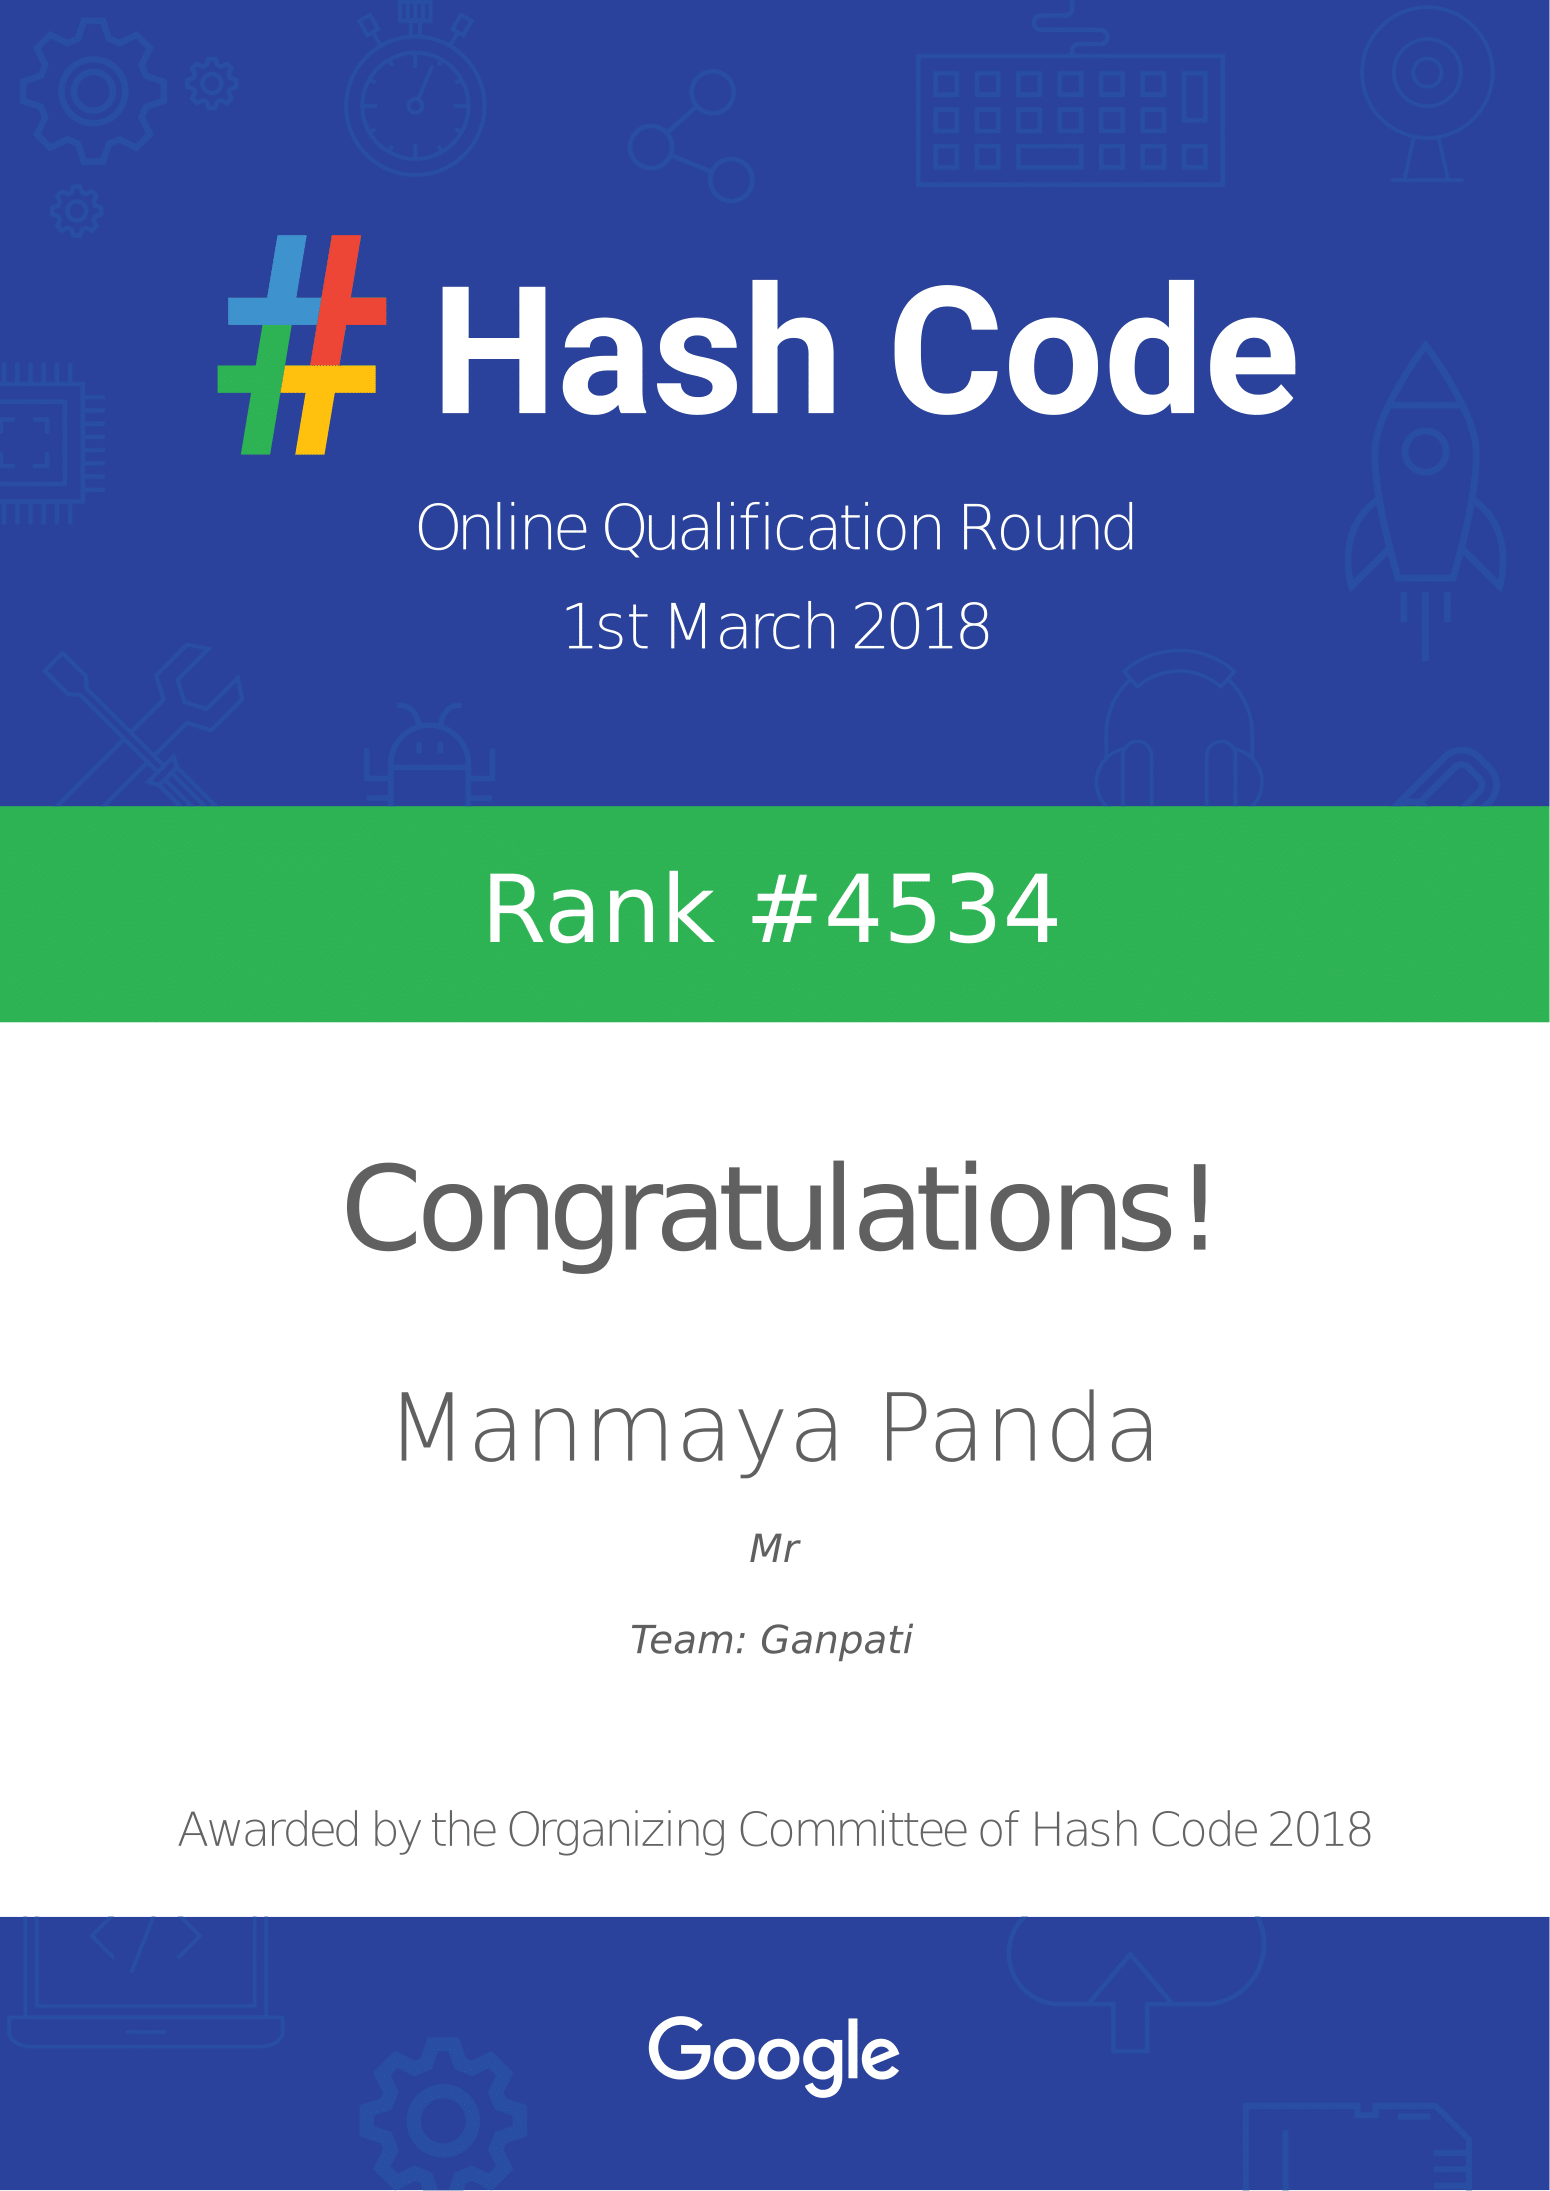 # Hash Code
Online Qualification Round
1st March 2018
Rank #4534
Congratulations!
Manmaya Panda
Mr
Team: Ganpati
Awarded by the Organizing Committee of Hash Code 2018
Google